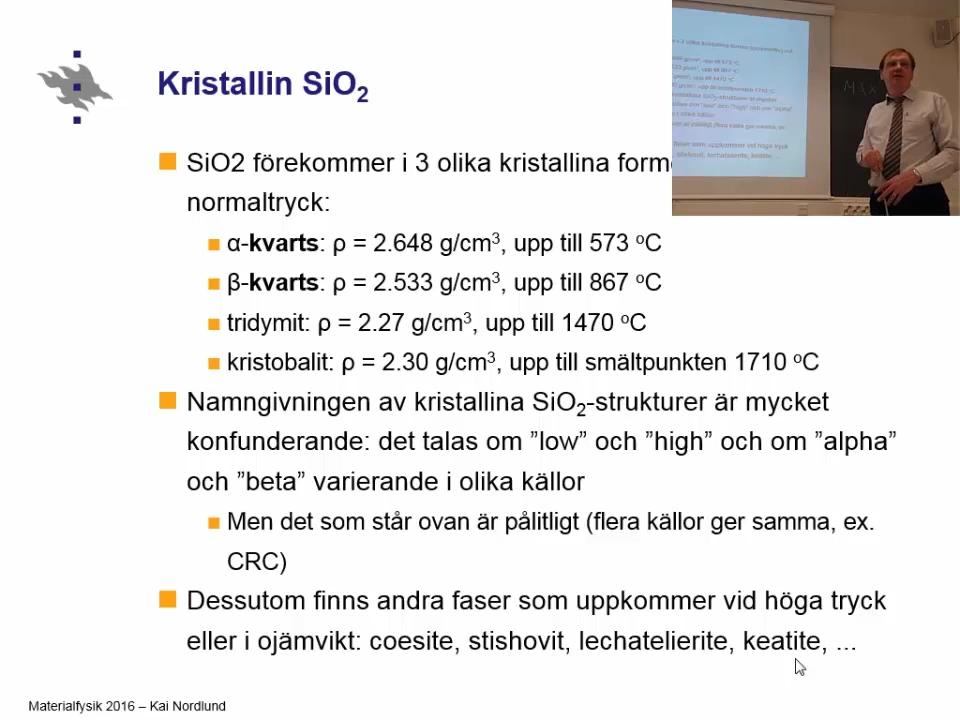 Kristallin SiO₂
SiO2 förekommer i 3 olika kristallina
normaltryck:
α-kvarts: ρ = 2.648 g/cm³, upp till 573 ºC
β-kvarts: ρ = 2.533 g/cm³, upp till 867 ºC
tridymit: ρ = 2.27 g/cm³, upp till 1470 ºC
kristobalit: ρ = 2.30 g/cm³, upp till smältpunkten 1710 ºC
Namngivningen av kristallina SiO₂-strukturer är mycket
konfunderande: det talas om ”low” och ”high” och om ”alpha”
och ”beta” varierande i olika källor
Men det som står ovan är pålitligt (flera källor ger samma, ex.
CRC)
Dessutom finns andra faser som uppkommer vid höga tryck
eller i ojämvikt: coesite, stishovit, lechatelierite, keatite, ...
Materialfysik 2016 – Kai Nordlund